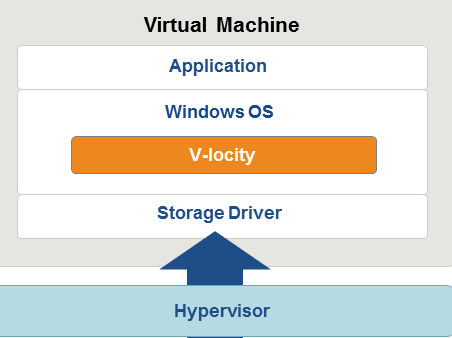 Virtual Machine
Application
Windows OS
V-locity
Storage Driver
Hypervisor